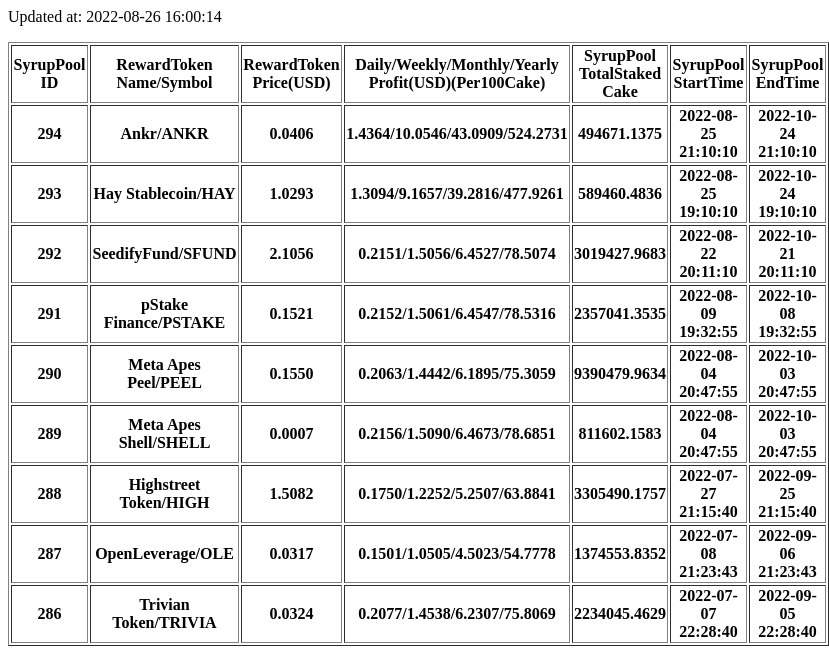 Updated at: 2022-08-26 16:00:14
SyrupPool ID RewardToken Name/Symbol RewardToken Price(USD) Daily/Weekly/Monthly/Yearly Profit(USD)(Per100Cake) SyrupPool TotalStaked Cake SyrupPool StartTime SyrupPool EndTime
294 Ankr/ANKR 0.0406 1.4364/10.0546/43.0909/524.2731 494671.1375 2022-08-25 21:10:10 2022-10-24 21:10:10
293 Hay Stablecoin/HAY 1.0293 1.3094/9.1657/39.2816/477.9261 589460.4836 2022-08-25 19:10:10 2022-10-24 19:10:10
292 SeedifyFund/SFUND 2.1056 0.2151/1.5056/6.4527/78.5074 3019427.9683 2022-08-22 20:11:10 2022-10-21 20:11:10
291 pStake Finance/PSTAKE 0.1521 0.2152/1.5061/6.4547/78.5316 2357041.3535 2022-08-09 19:32:55 2022-10-08 19:32:55
290 Meta Apes Peel/PEEL 0.1550 0.2063/1.4442/6.1895/75.3059 9390479.9634 2022-08-04 20:47:55 2022-10-03 20:47:55
289 Meta Apes Shell/SHELL 0.0007 0.2156/1.5090/6.4673/78.6851 811602.1583 2022-08-04 20:47:55 2022-10-03 20:47:55
288 Highstreet Token/HIGH 1.5082 0.1750/1.2252/5.2507/63.8841 3305490.1757 2022-07-27 21:15:40 2022-09-25 21:15:40
287 OpenLeverage/OLE 0.0317 0.1501/1.0505/4.5023/54.7778 1374553.8352 2022-07-08 21:23:43 2022-09-06 21:23:43
286 Trivian Token/TRIVIA 0.0324 0.2077/1.4538/6.2307/75.8069 2234045.4629 2022-07-07 22:28:40 2022-09-05 22:28:40